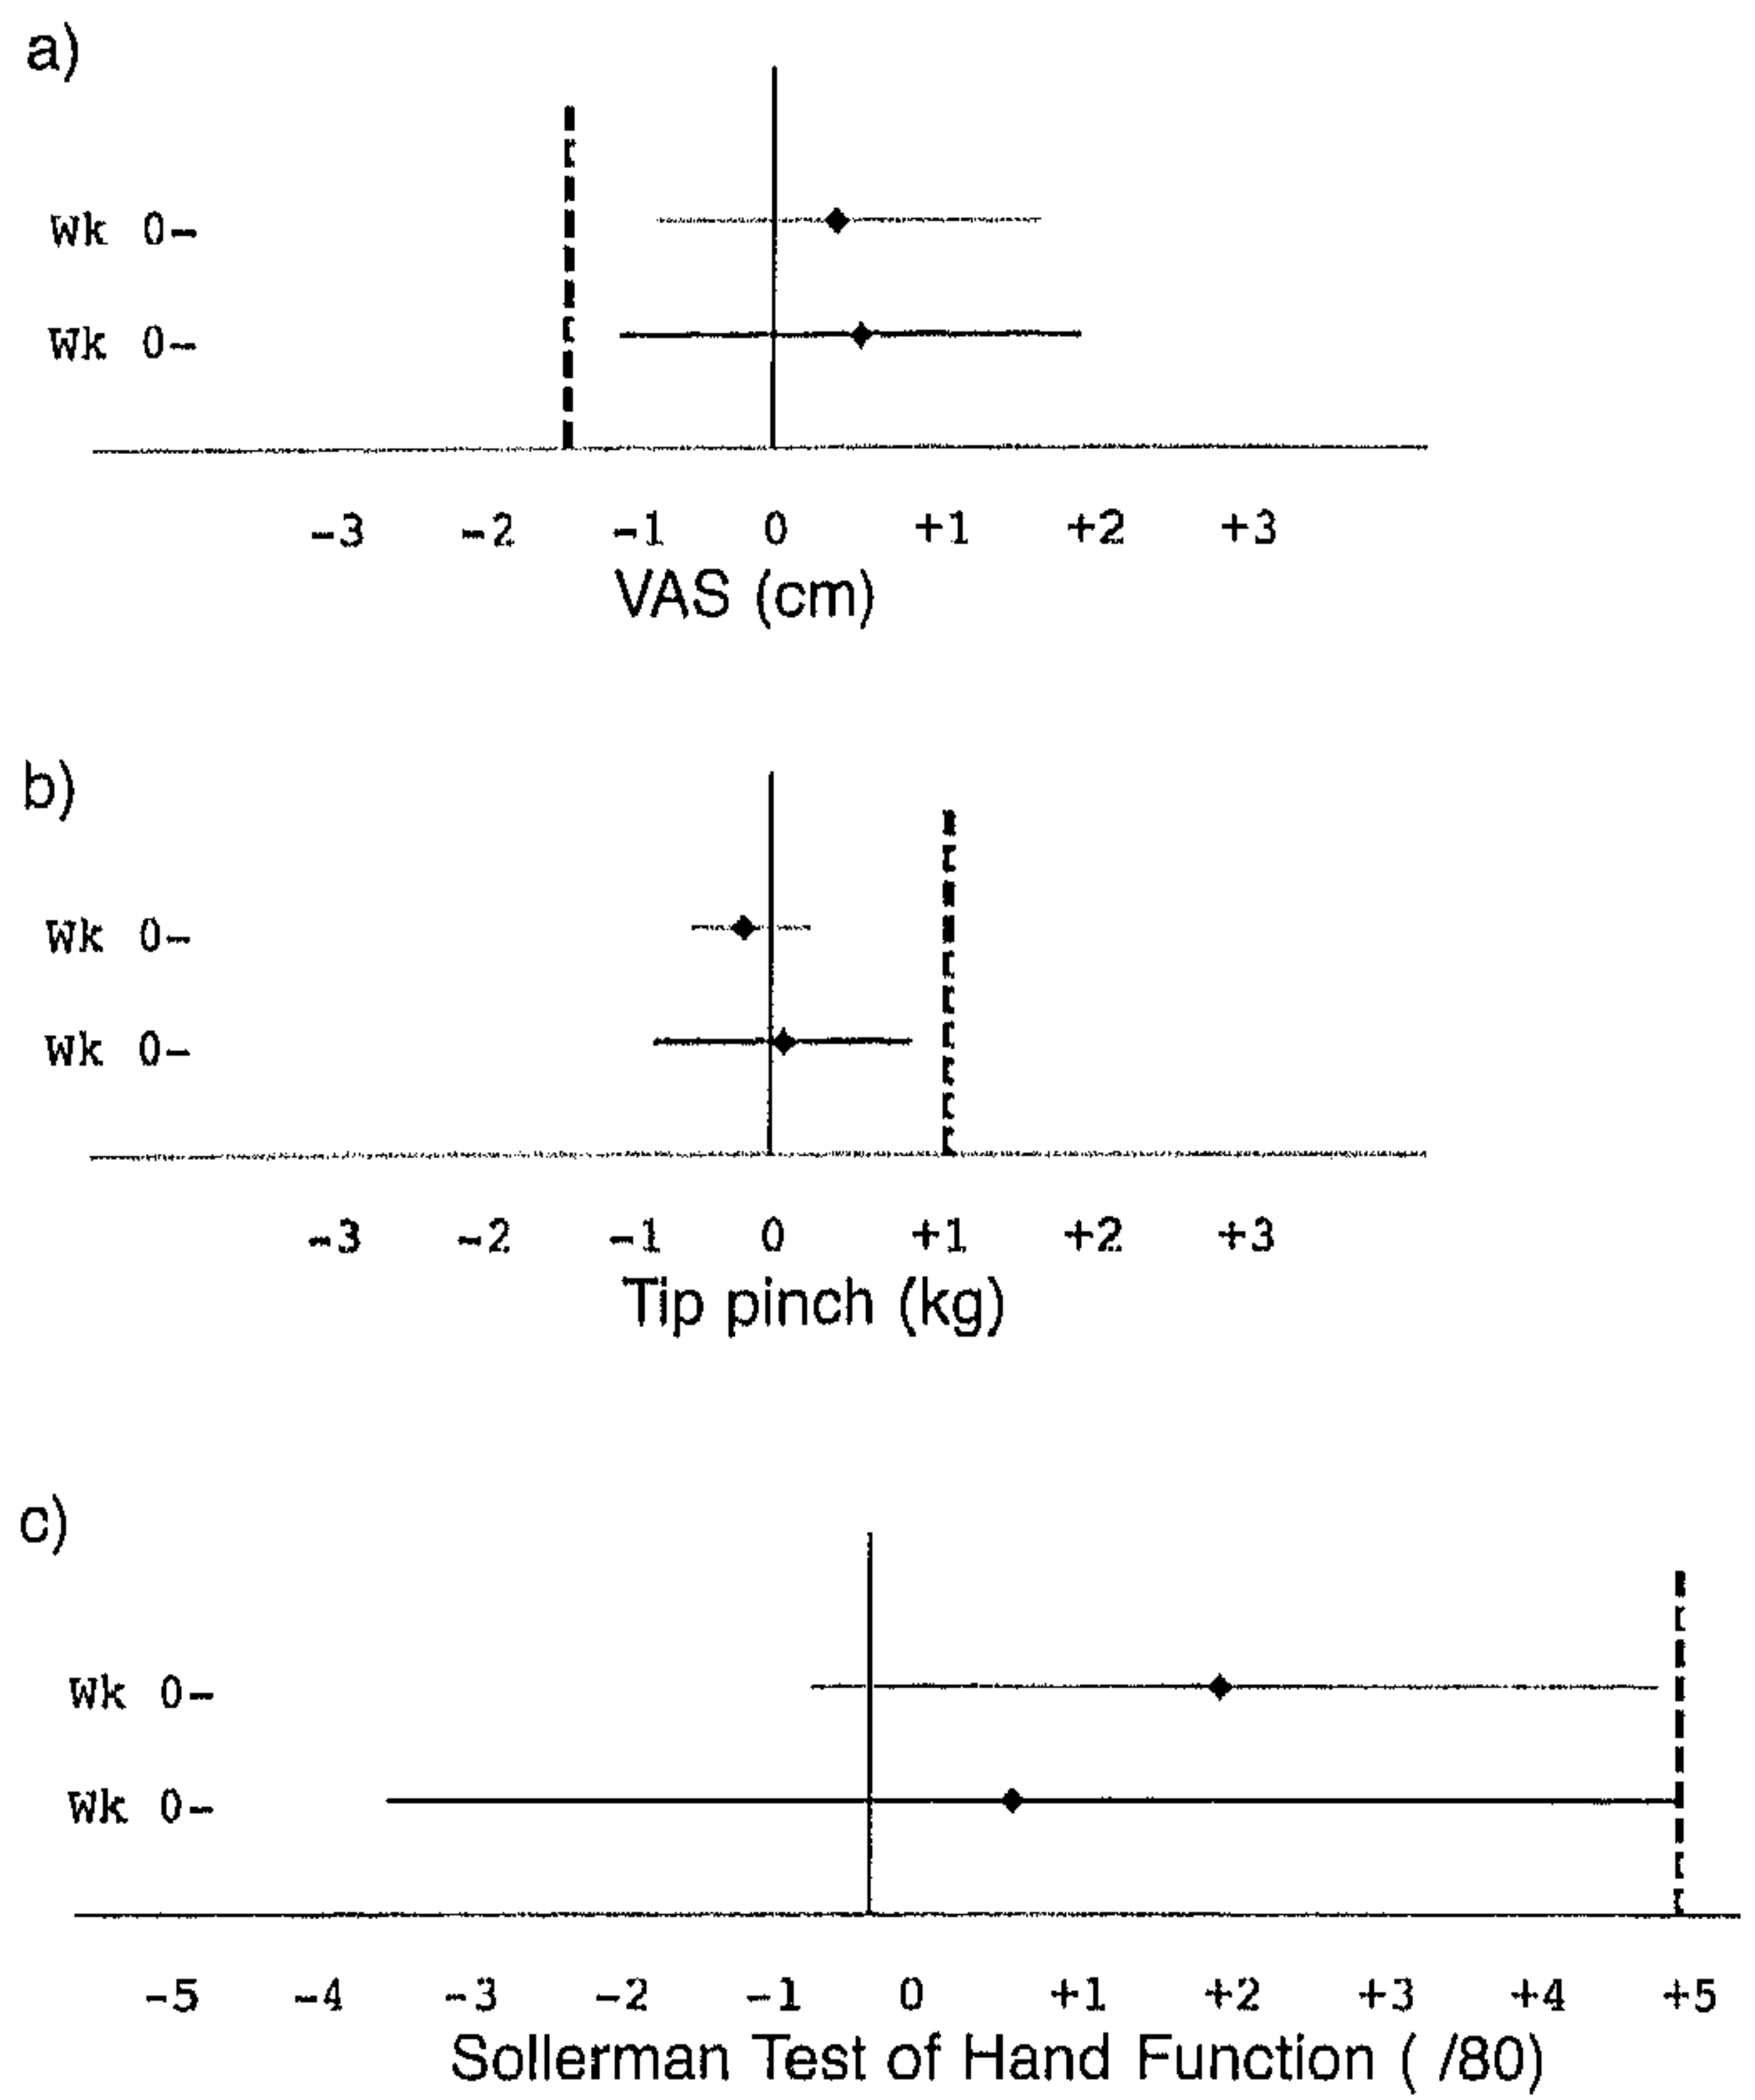 a)
Wk 0-
Wk 0-
-3 -2 -1 0 +1 +2 +3
VAS (cm)
b)
Wk 0-
Wk 0-
-3 -2 -1 0 +1 +2 +3
Tip pinch (kg)
c)
Wk 0-
Wk 0-
-5 -4 -3 -2 -1 0 +1 +2 +3 +4 +5
Sollerman Test of Hand Function ( /80)